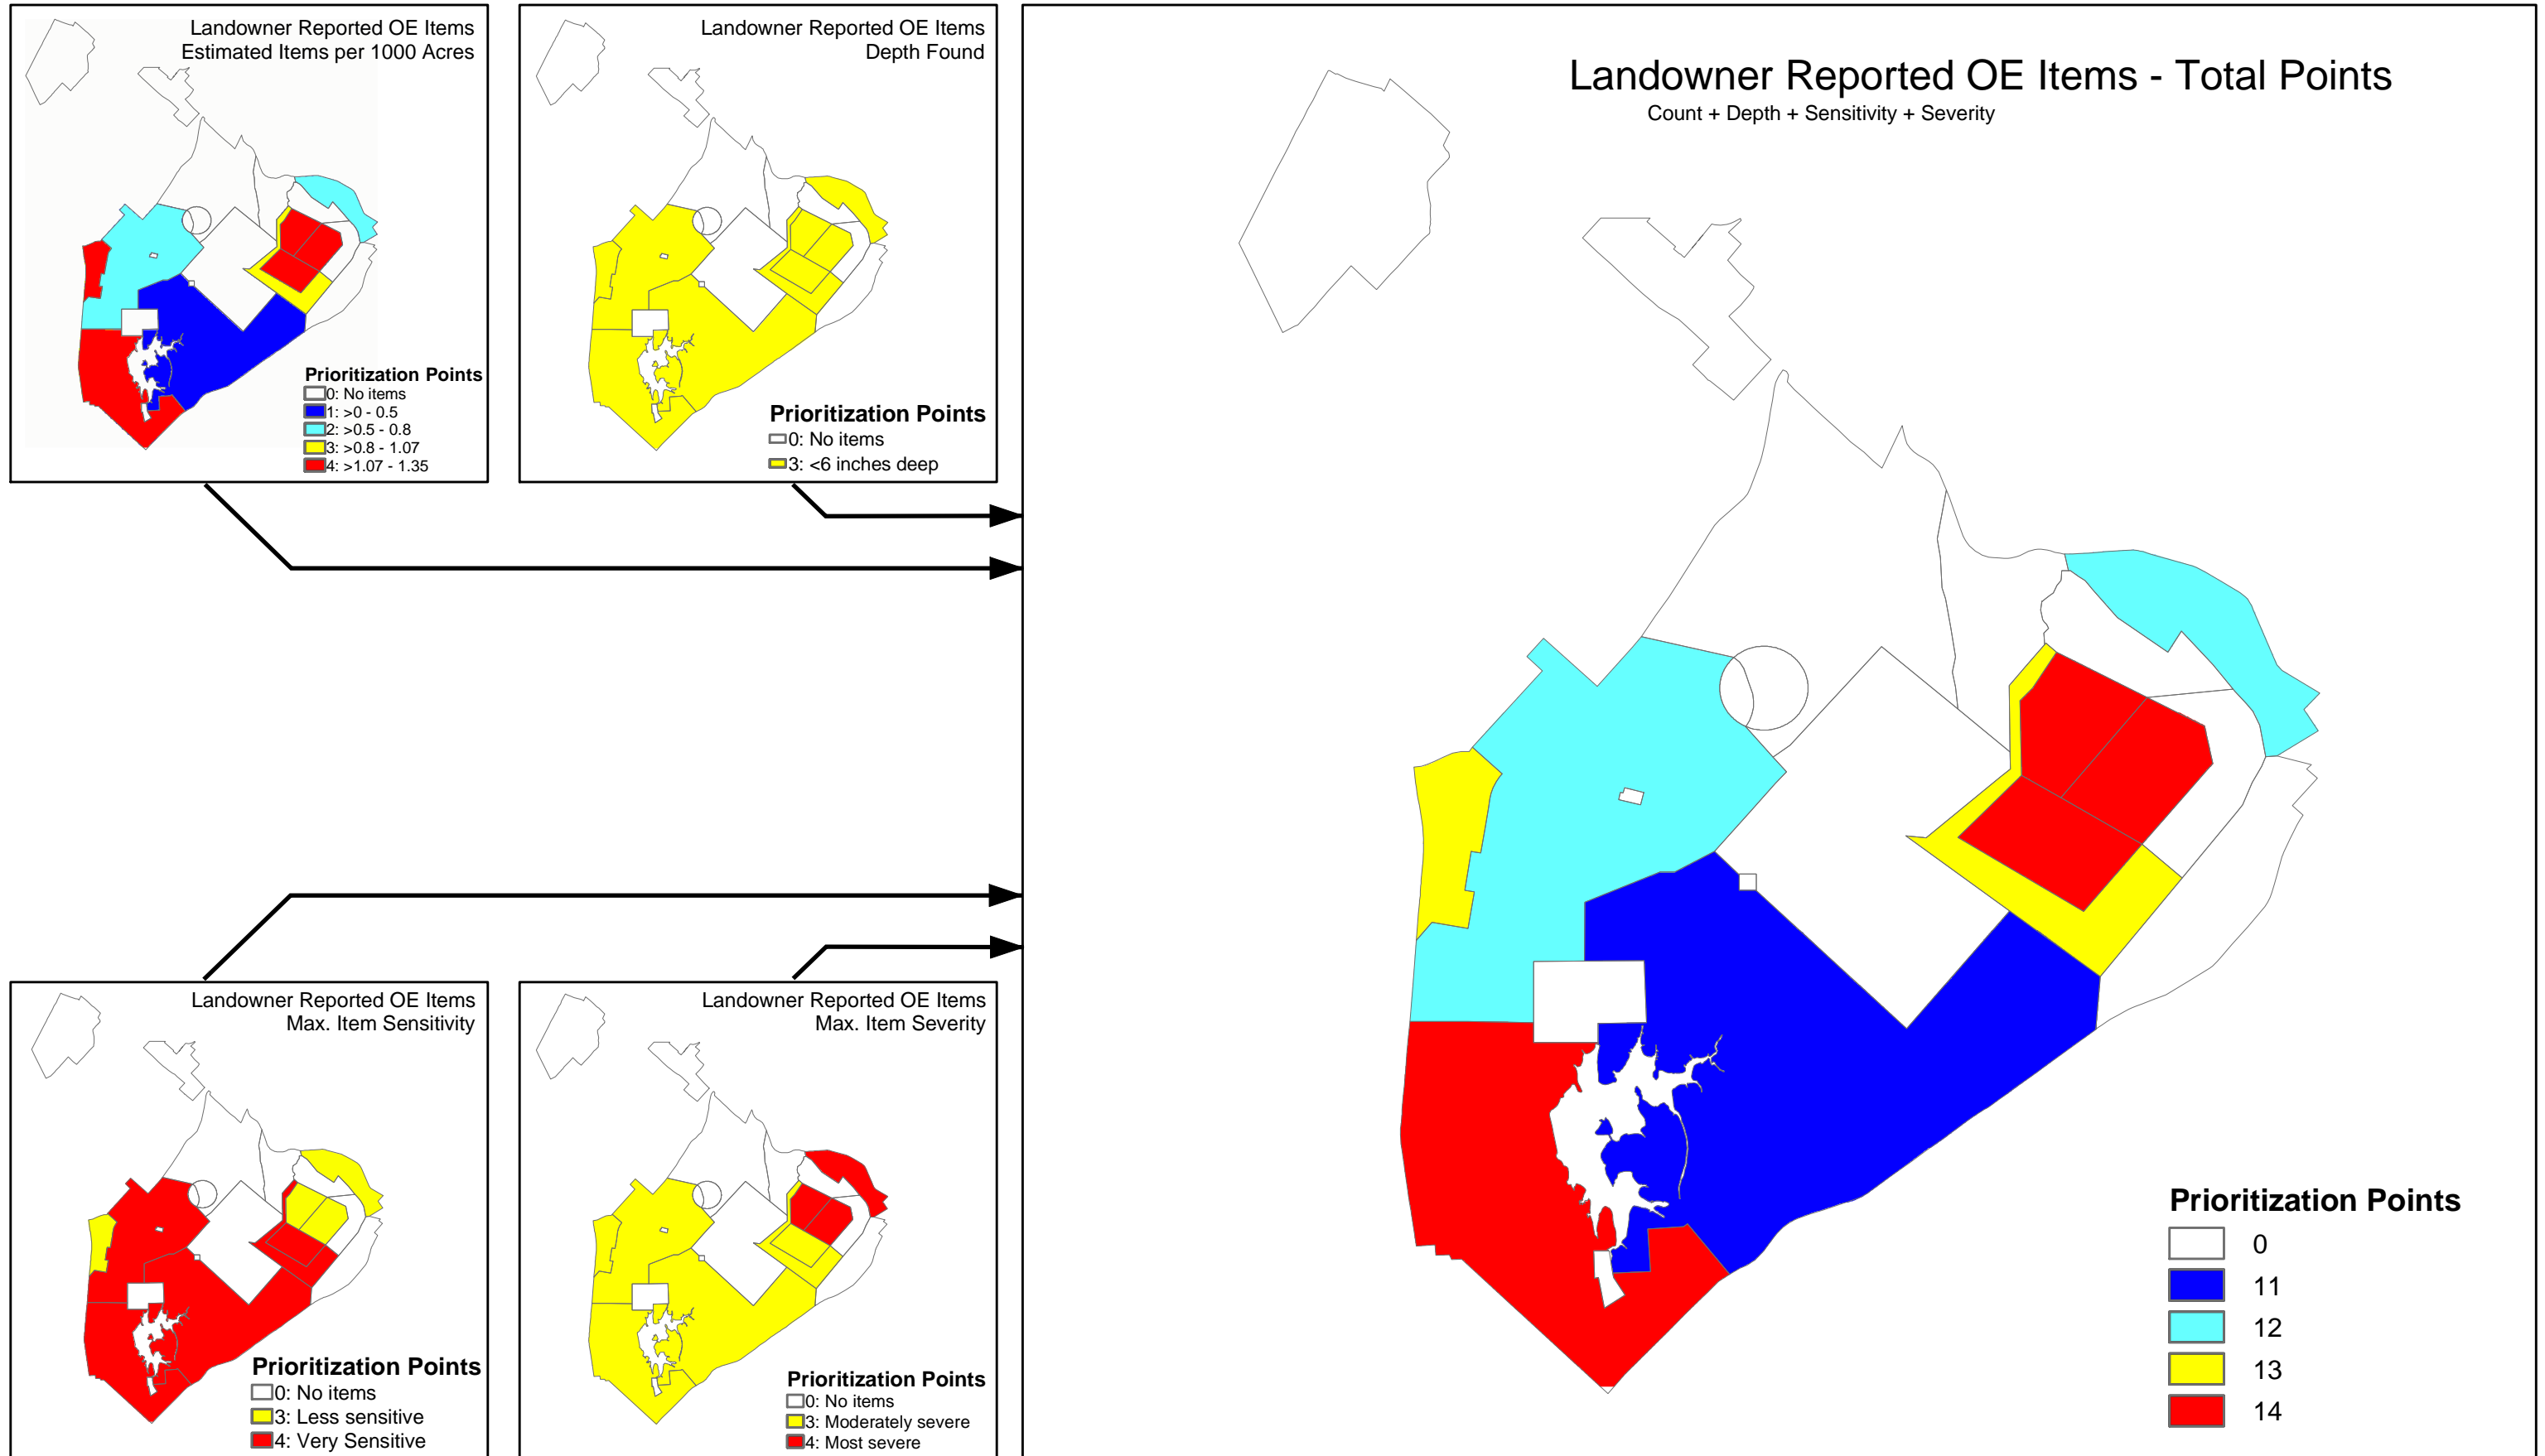 Landowner Reported OE Items
Estimated Items per 1000 Acres
Prioritization Points
0: No items
1: >0 - 0.5
2: >0.5 - 0.8
3: >0.8 - 1.07
4: >1.07 - 1.35
Landowner Reported OE Items
Depth Found
Prioritization Points
0: No items
3: <6 inches deep
Landowner Reported OE Items - Total Points
Count + Depth + Sensitivity + Severity
Prioritization Points
0
11
12
13
14
Landowner Reported OE Items
Max. Item Sensitivity
Prioritization Points
0: No items
3: Less sensitive
4: Very Sensitive
Landowner Reported OE Items
Max. Item Severity
Prioritization Points
0: No items
3: Moderately severe
4: Most severe